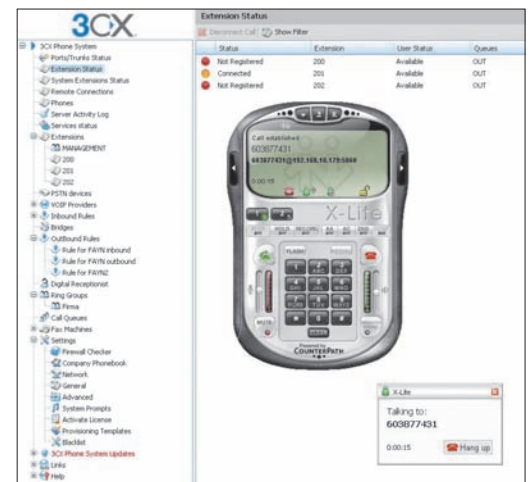 3CX
3CX Phone System
Ports/Trunks Status
Extension Status
System Extensions Status
Remote Connections
Phones
Server Activity Log
Services status
Extensions
MANAGEMENT
200
201
202
PSTN devices
VOIP Providers
Inbound Rules
Bridges
OutBound Rules
Rule for FAYN inbound
Rule for FAYN outbound
Rule for FAYN2
Digital Receptionist
Ring Groups
Firma
Call Queues
Fax Machines
Settings
Firewall Checker
Company Phonebook
Network
General
Advanced
System Prompts
Activate License
Provisioning Templates
Blacklist
3CX Phone System Updates
Links
Help
Extension Status
Disconnect Call Show Filter
Status Extension User Status Queues
Not Registered 200 Available OUT
Connected 201 Available OUT
Not Registered 202 Available OUT
Call established
603877431
603877431@192.168.16.179:5060
0:00:15
X-Lite
FLASH
MUTE
Powered by
COUNTERPATH
X-Lite
Talking to:
603877431
0:00:15 Hang up